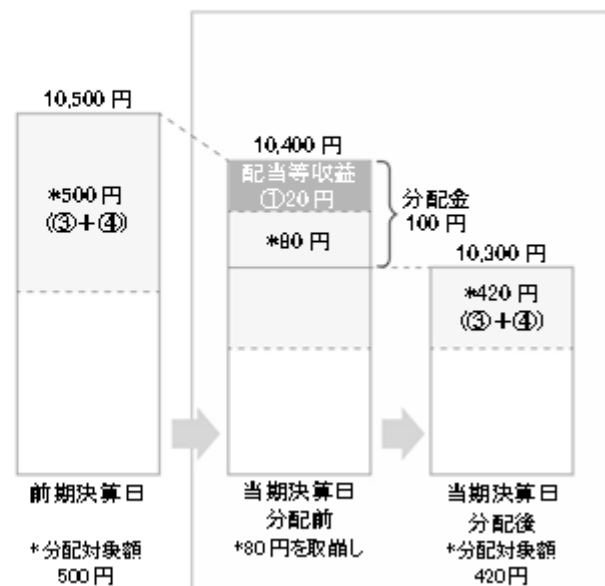 10,500 円
*500 円
(③+④)
10,400 円
配当等収益
①20 円
*80 円
分配金
100 円
10,300 円
*420 円
(③+④)
前期決算日
*分配対象額
500 円
当期決算日
分配前
*80 円を取崩し
当期決算日
分配後
*分配対象額
420円